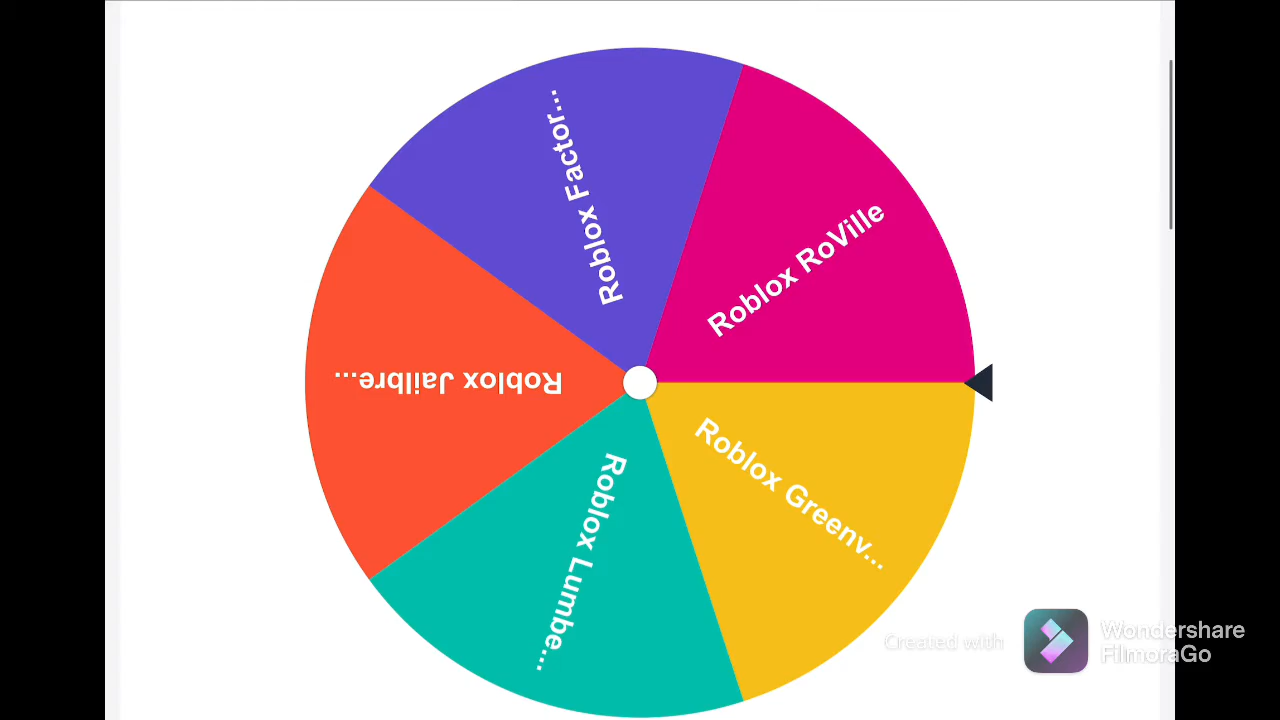 Roblox Factor...
Roblox RoVille
Roblox Jailbre...
Roblox Greenv...
Roblox Lumbe...
Created with
Wondershare
FilmoraGo